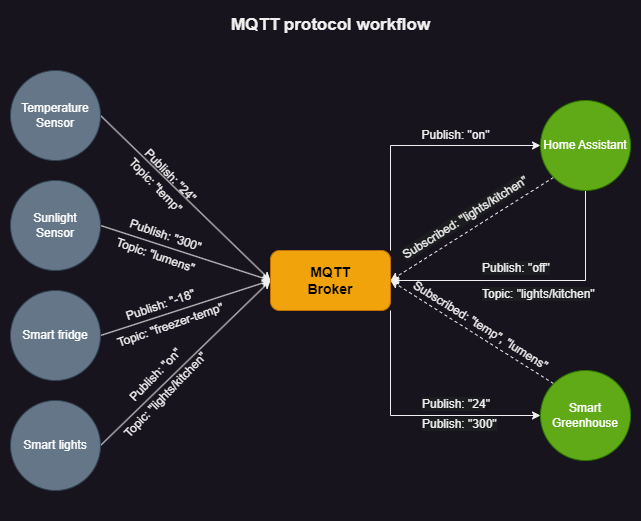 MQTT protocol workflow
Temperature
Sensor
Publish: "24"
Topic: "temp"
Sunlight
Sensor
Publish: "300"
Topic: "lumens"
Smart fridge
Publish: "-18"
Topic: "freezer-temp"
Smart lights
Publish: "on"
Topic: "lights/kitchen"
MQTT
Broker
Publish: "on"
Home Assistant
Subscribed: "lights/kitchen"
Publish: "off"
Topic: "lights/kitchen"
Subscribed: "temp", "lumens"
Publish: "24"
Publish: "300"
Smart
Greenhouse